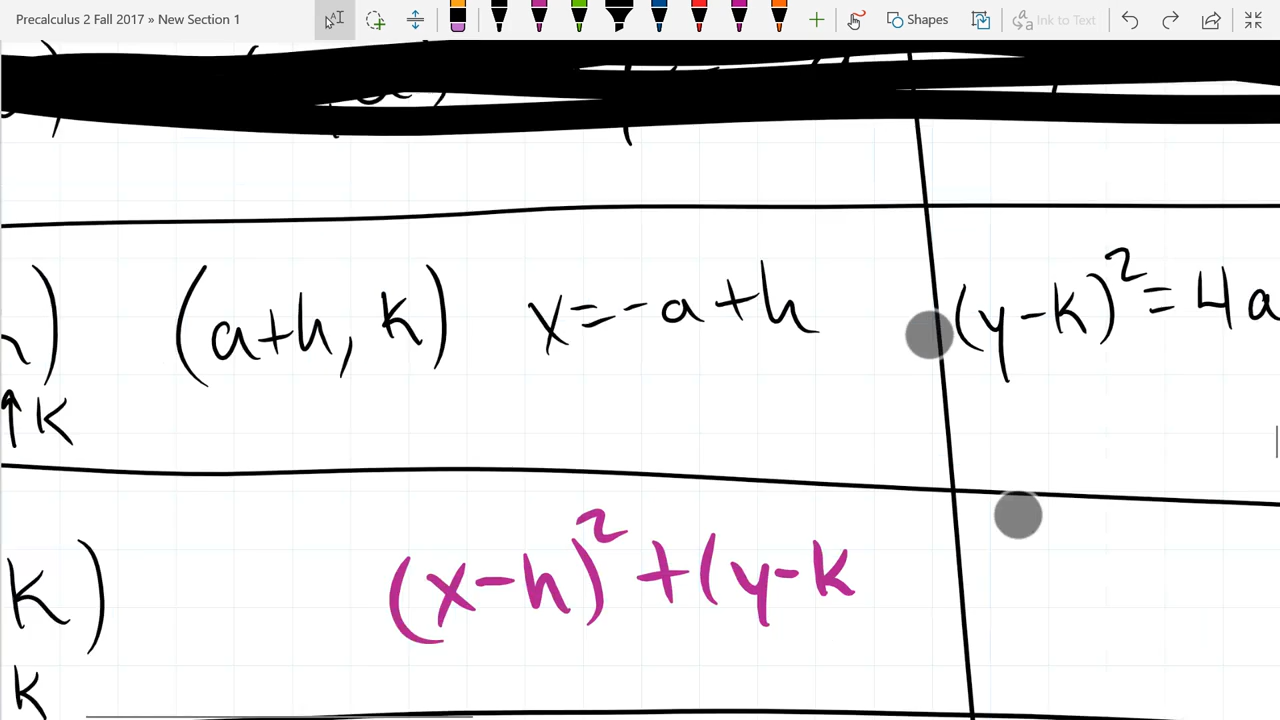 Precalculus 2 Fall 2017 » New Section 1
Shapes
Ink to Text
(a+h, k) x=-a+h (y-k)²=4a
↑k
k)
(x-h)²+(y-k
k